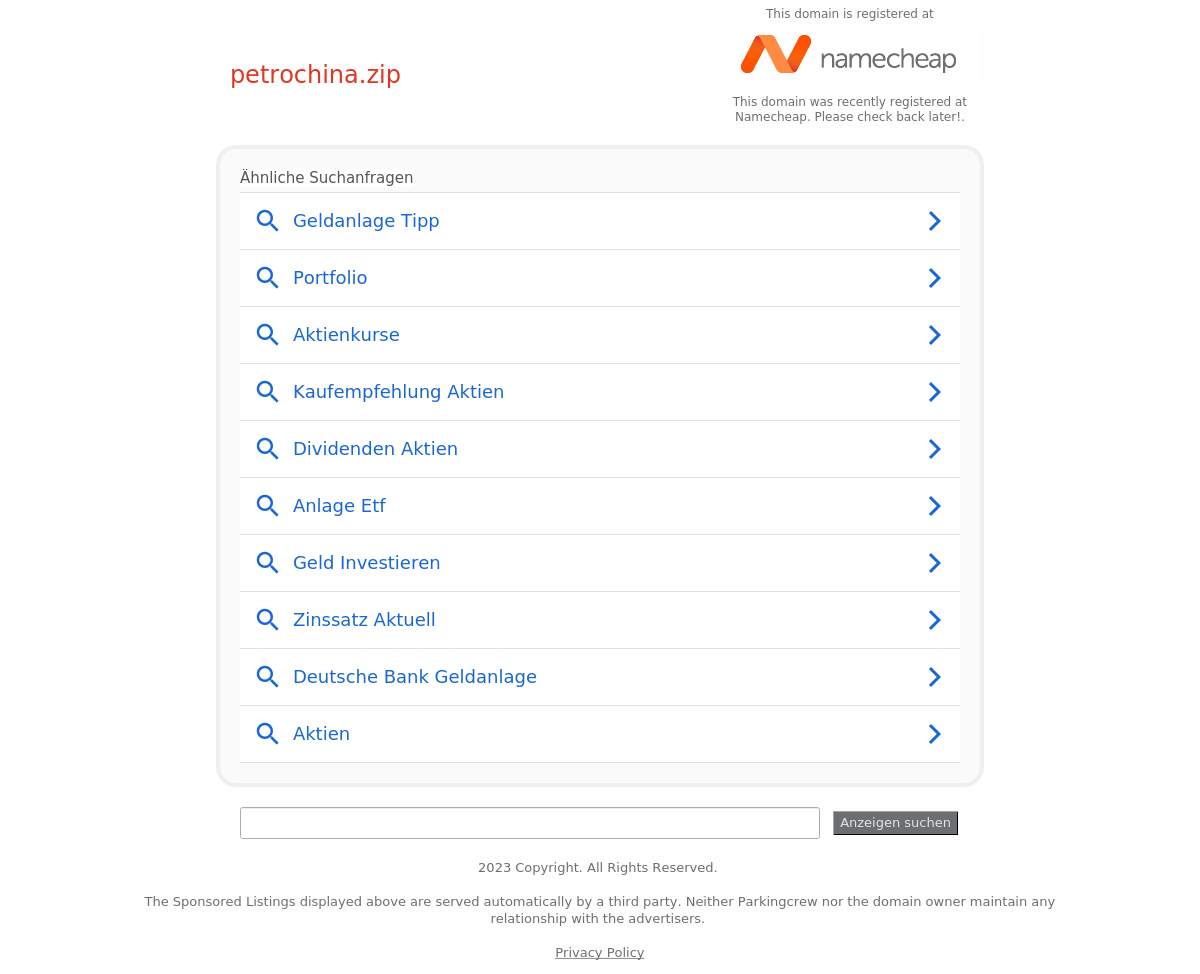 This domain is registered at
namecheap
petrochina.zip
This domain was recently registered at
Namecheap. Please check back later!.
Ähnliche Suchanfragen
Geldanlage Tipp
Portfolio
Aktienkurse
Kaufempfehlung Aktien
Dividenden Aktien
Anlage Etf
Geld Investieren
Zinssatz Aktuell
Deutsche Bank Geldanlage
Aktien
Anzeigen suchen
2023 Copyright. All Rights Reserved.
The Sponsored Listings displayed above are served automatically by a third party. Neither Parkingcrew nor the domain owner maintain any
relationship with the advertisers.
Privacy Policy